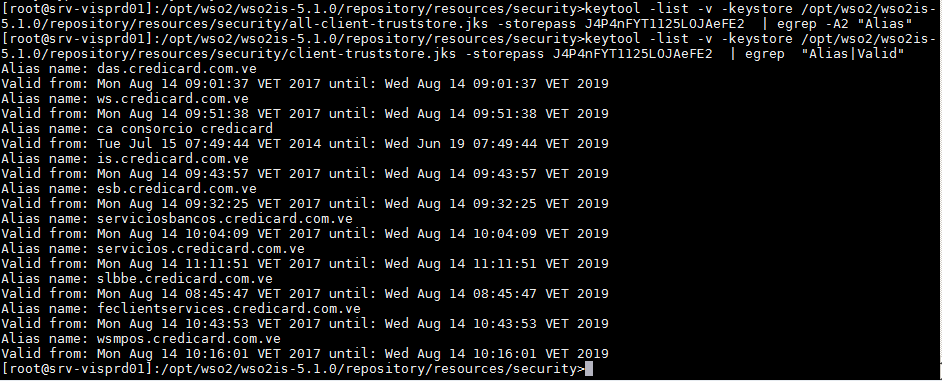 [root@srv-visprd01]:/opt/wso2/wso2is-5.1.0/repository/resources/security>keytool -list -v -keystore /opt/wso2/wso2is-
5.1.0/repository/resources/security/all-client-truststore.jks -storepass J4P4nFYT1125LOJAeFE2  | egrep -A2 "Alias"
[root@srv-visprd01]:/opt/wso2/wso2is-5.1.0/repository/resources/security>keytool -list -v -keystore /opt/wso2/wso2is-
5.1.0/repository/resources/security/client-truststore.jks -storepass J4P4nFYT1125LOJAeFE2  | egrep  "Alias|Valid"
Alias name: das.credicard.com.ve
Valid from: Mon Aug 14 09:01:37 VET 2017 until: Wed Aug 14 09:01:37 VET 2019
Alias name: ws.credicard.com.ve
Valid from: Mon Aug 14 09:51:38 VET 2017 until: Wed Aug 14 09:51:38 VET 2019
Alias name: ca consorcio credicard
Valid from: Tue Jul 15 07:49:44 VET 2014 until: Wed Jun 19 07:49:44 VET 2019
Alias name: is.credicard.com.ve
Valid from: Mon Aug 14 09:43:57 VET 2017 until: Wed Aug 14 09:43:57 VET 2019
Alias name: esb.credicard.com.ve
Valid from: Mon Aug 14 09:32:25 VET 2017 until: Wed Aug 14 09:32:25 VET 2019
Alias name: serviciosbancos.credicard.com.ve
Valid from: Mon Aug 14 10:04:09 VET 2017 until: Wed Aug 14 10:04:09 VET 2019
Alias name: servicios.credicard.com.ve
Valid from: Mon Aug 14 11:11:51 VET 2017 until: Wed Aug 14 11:11:51 VET 2019
Alias name: slbbe.credicard.com.ve
Valid from: Mon Aug 14 08:45:47 VET 2017 until: Wed Aug 14 08:45:47 VET 2019
Alias name: feclientservices.credicard.com.ve
Valid from: Mon Aug 14 10:43:53 VET 2017 until: Wed Aug 14 10:43:53 VET 2019
Alias name: wsmpos.credicard.com.ve
Valid from: Mon Aug 14 10:16:01 VET 2017 until: Wed Aug 14 10:16:01 VET 2019
[root@srv-visprd01]:/opt/wso2/wso2is-5.1.0/repository/resources/security>